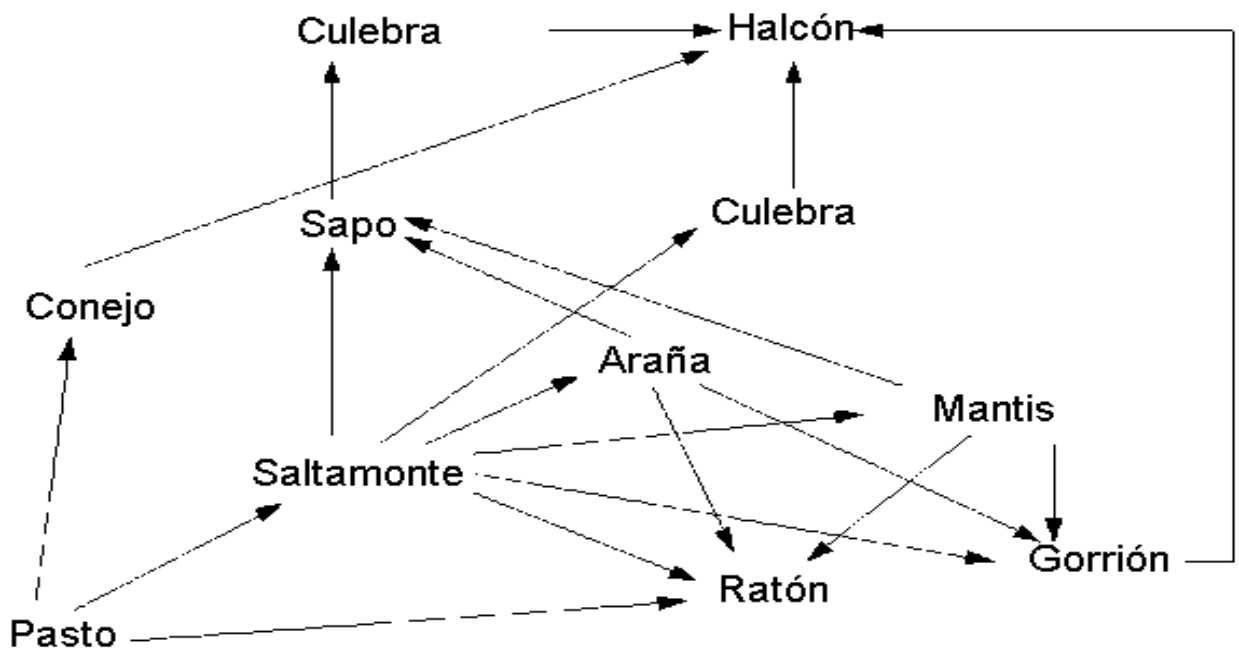 Culebra
Halcón
Sapo
Culebra
Conejo
Araña
Mantis
Saltamonte
Gorrión
Ratón
Pasto